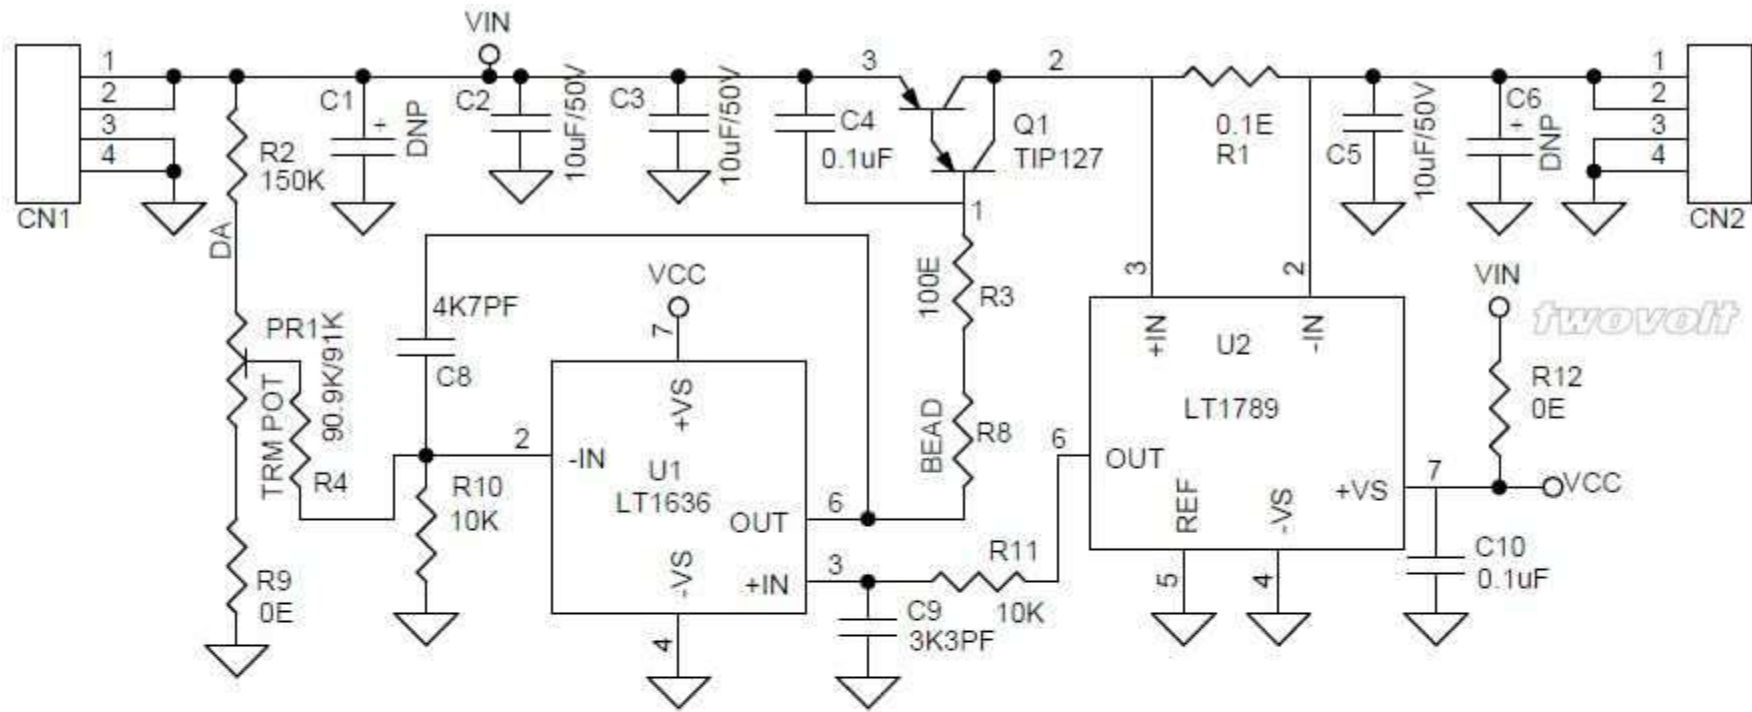 VIN
1
2
3
4
CN1
C1
+
DNP
C2
10uF/50V
C3
10uF/50V
3
C4
0.1uF
2
Q1
TIP127
1
0.1E
R1
C5
10uF/50V
C6
+
DNP
1
2
3
4
CN2
R2
150K
DA
PR1
TRM POT
90.9K/91K
R4
R9
0E
4K7PF
C8
VCC
7
+VS
2
-IN
U1
LT1636
OUT
6
+IN
3
-VS
4
R10
10K
100E
R3
BEAD
R8
R11
10K
C9
3K3PF
3
2
+IN
-IN
U2
LT1789
6
OUT
REF
-VS
+VS
7
5
4
VIN
twovolt
R12
0E
VCC
C10
0.1uF